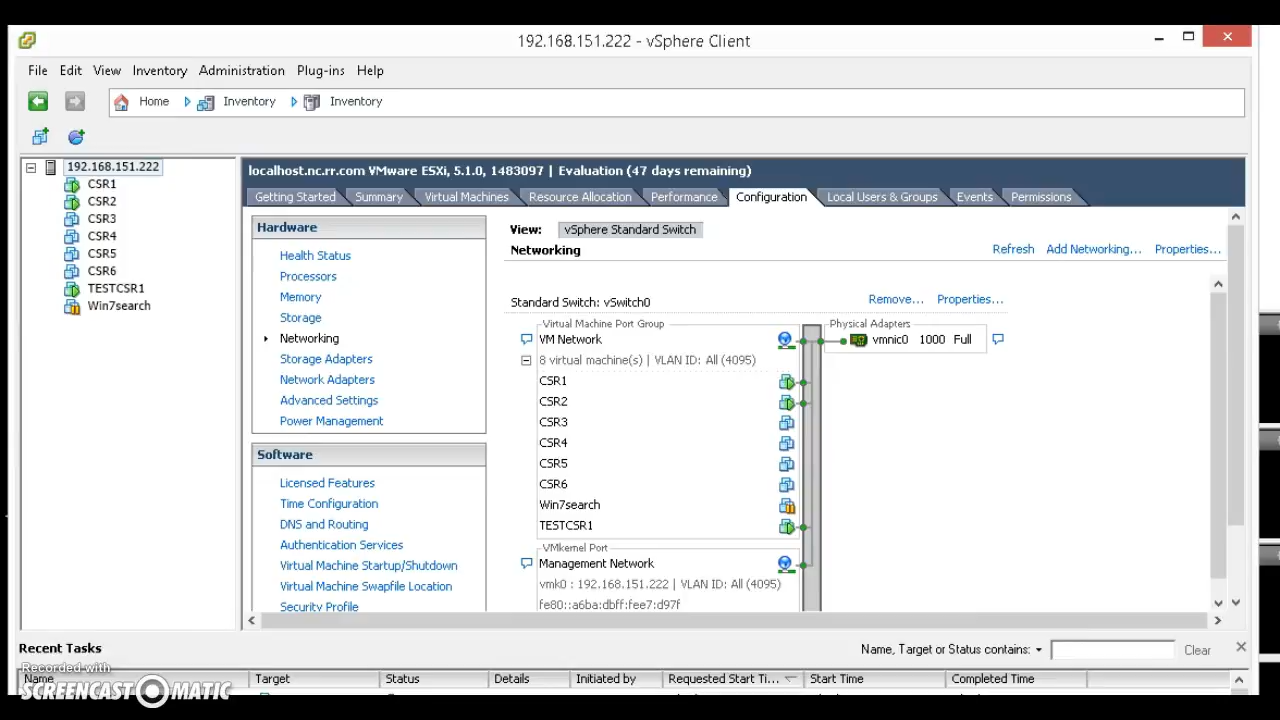 192.168.151.222 - vSphere Client
File Edit View Inventory Administration Plug-ins Help
Home Inventory Inventory
192.168.151.222
CSR1
CSR2
CSR3
CSR4
CSR5
CSR6
TESTCSR1
Win7search
localhost.nc.rr.com VMware ESXi, 5.1.0, 1483097 | Evaluation (47 days remaining)
Getting Started Summary Virtual Machines Resource Allocation Performance Configuration Local Users & Groups Events Permissions
Hardware
Health Status
Processors
Memory
Storage
Networking
Storage Adapters
Network Adapters
Advanced Settings
Power Management
Software
Licensed Features
Time Configuration
DNS and Routing
Authentication Services
Virtual Machine Startup/Shutdown
Virtual Machine Swapfile Location
Security Profile
View: vSphere Standard Switch
Networking
Refresh Add Networking... Properties...
Standard Switch: vSwitch0 Remove... Properties...
Virtual Machine Port Group Physical Adapters
VM Network vmnic0 1000 Full
8 virtual machine(s) | VLAN ID: All (4095)
CSR1
CSR2
CSR3
CSR4
CSR5
CSR6
Win7search
TESTCSR1
VMkernel Port
Management Network
vmk0 : 192.168.151.222 | VLAN ID: All (4095)
fe80::a6ba:dbff:fee7:d97f
Recent Tasks Name, Target or Status contains: Clear
Name Target Status Details Initiated by Requested Start Ti... Start Time Completed Time
Recorded with
SCREENCAST-O-MATIC